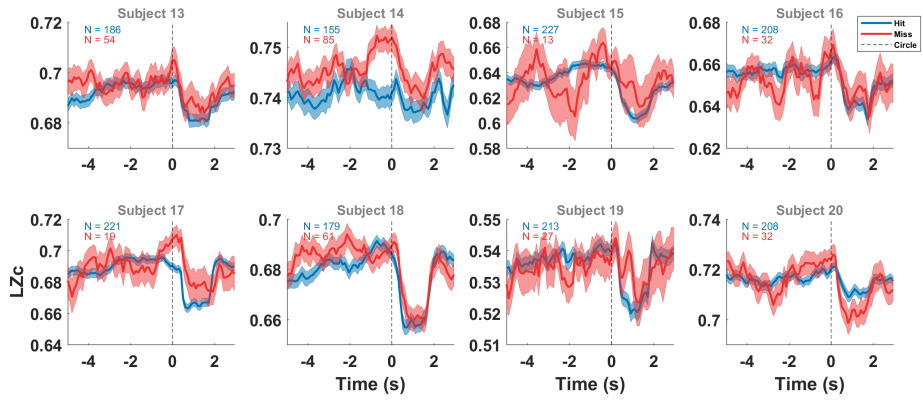 Subject 13
Subject 14
Subject 15
Subject 16
N = 186
N = 54
N = 155
N = 85
N = 227
N = 13
N = 208
N = 32
Hit
Miss
Circle
0.72
0.7
0.68
0.75
0.74
0.73
0.68
0.66
0.64
0.62
0.6
0.58
0.68
0.66
0.64
0.62
-4 -2 0 2
-4 -2 0 2
-4 -2 0 2
-4 -2 0 2
Subject 17
Subject 18
Subject 19
Subject 20
N = 221
N = 19
N = 179
N = 61
N = 213
N = 27
N = 208
N = 32
LZc
0.72
0.7
0.68
0.66
0.64
0.7
0.68
0.66
0.55
0.54
0.53
0.52
0.51
0.74
0.72
0.7
-4 -2 0 2
-4 -2 0 2
-4 -2 0 2
-4 -2 0 2
Time (s)
Time (s)
Time (s)
Time (s)